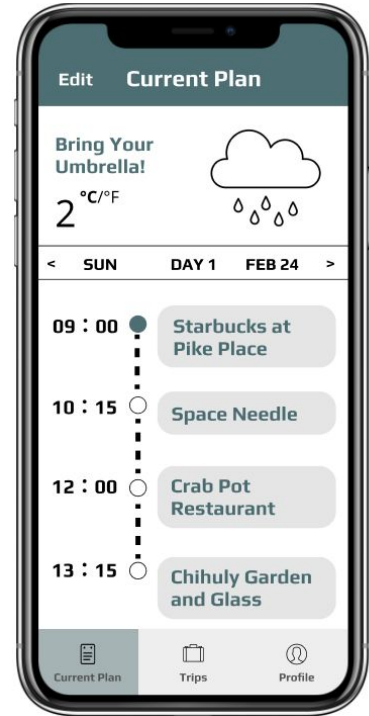 Edit Current Plan
Bring Your
Umbrella!
2 °C/°F
< SUN DAY 1 FEB 24 >
09 : 00 Starbucks at
Pike Place
10 : 15 Space Needle
12 : 00 Crab Pot
Restaurant
13 : 15 Chihuly Garden
and Glass
Current Plan Trips Profile